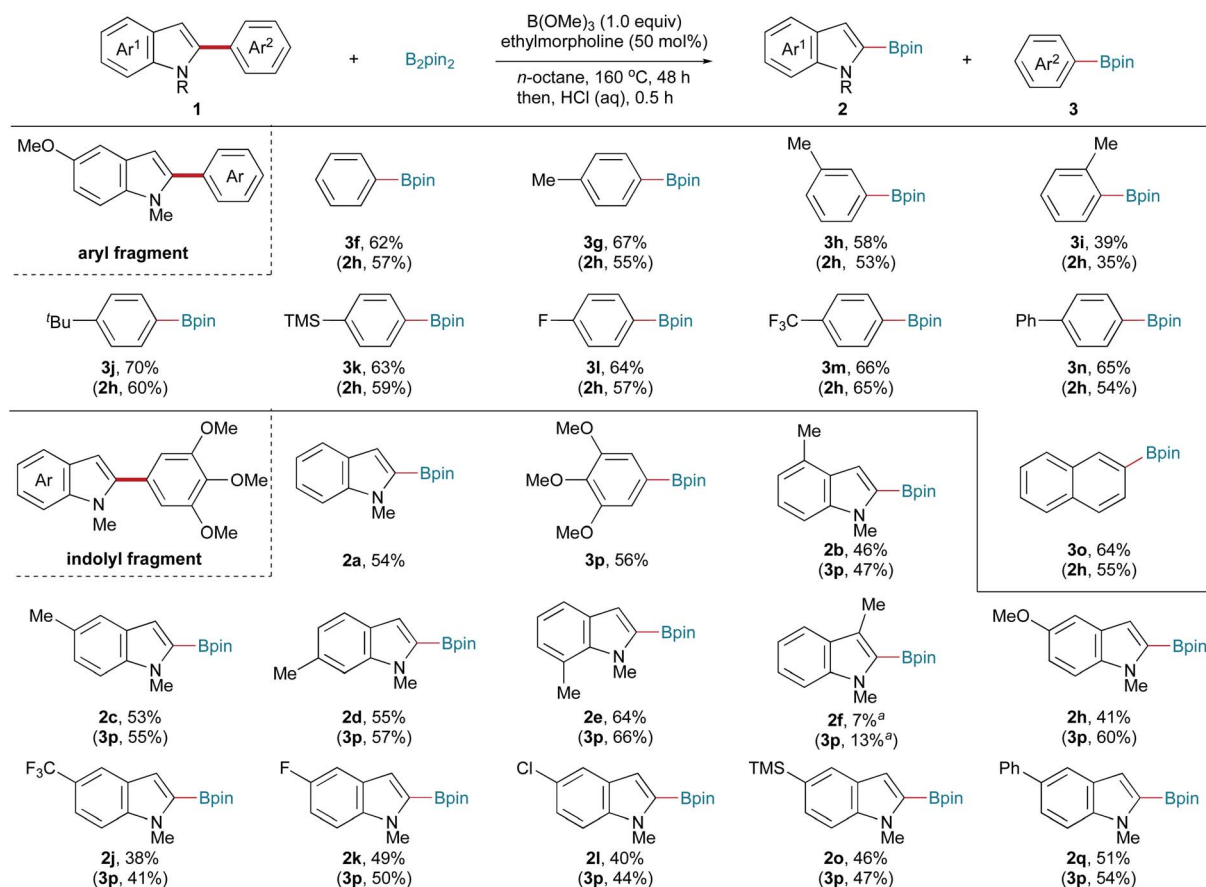 Ar1
Ar2
N
R
1
+
B2pin2
B(OMe)3 (1.0 equiv)
ethylmorpholine (50 mol%)
n-octane, 160 °C, 48 h
then, HCl (aq), 0.5 h
Ar1
Bpin
N
R
2
+
Ar2
Bpin
3
MeO
Ar
N
Me
aryl fragment
Bpin
3f, 62%
(2h, 57%)
Me
Bpin
3g, 67%
(2h, 55%)
Me
Bpin
3h, 58%
(2h, 53%)
Me
Bpin
3i, 39%
(2h, 35%)
tBu
Bpin
3j, 70%
(2h, 60%)
TMS
Bpin
3k, 63%
(2h, 59%)
F
Bpin
3l, 64%
(2h, 57%)
F3C
Bpin
3m, 66%
(2h, 65%)
Ph
Bpin
3n, 65%
(2h, 54%)
OMe
Ar
OMe
N
Me
OMe
indolyl fragment
Bpin
N
Me
2a, 54%
MeO
MeO
Bpin
OMe
3p, 56%
Me
Bpin
N
Me
2b, 46%
(3p, 47%)
Bpin
3o, 64%
(2h, 55%)
Me
Bpin
N
Me
2c, 53%
(3p, 55%)
Bpin
Me
N
Me
2d, 55%
(3p, 57%)
Bpin
N
Me
Me
2e, 64%
(3p, 66%)
Me
Bpin
N
Me
2f, 7%a
(3p, 13%a)
MeO
Bpin
N
Me
2h, 41%
(3p, 60%)
F3C
Bpin
N
Me
2j, 38%
(3p, 41%)
F
Bpin
N
Me
2k, 49%
(3p, 50%)
Cl
Bpin
N
Me
2l, 40%
(3p, 44%)
TMS
Bpin
N
Me
2o, 46%
(3p, 47%)
Ph
Bpin
N
Me
2q, 51%
(3p, 54%)